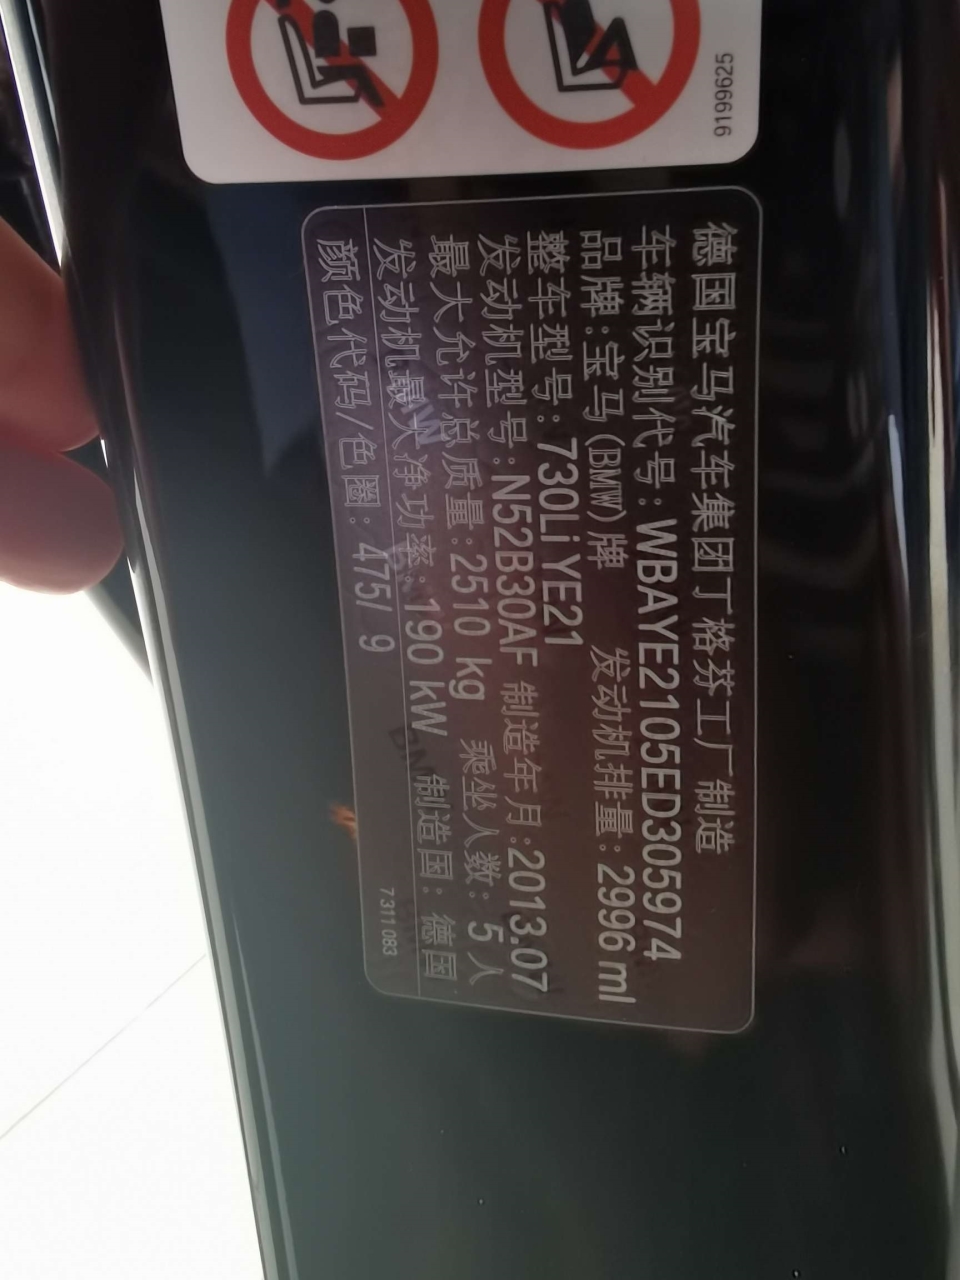 9199625
德国宝马汽车集团丁格芬工厂制造
车辆识别代号:WBAYE2105ED305974
品牌:宝马(BMW)牌 发动机排量:2996 ml
整车型号:730Li YE21
发动机型号:N52B30AF 制造年月:2013.07
最大允许总质量:2510 kg 乘坐人数:5人
发动机最大净功率:190 kW 制造国:德国
颜色代码/色圈:475/ 9
7311083